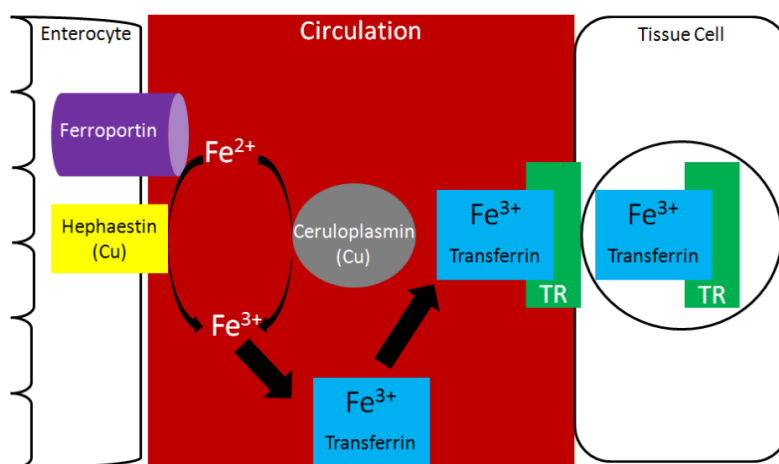 Enterocyte
Circulation
Tissue Cell
Ferroportin
Fe²⁺
Hephaestin
(Cu)
Ceruloplasmin
(Cu)
Fe³⁺
Transferrin
TR
Fe³⁺
Transferrin
TR
Fe³⁺
Fe³⁺
Transferrin